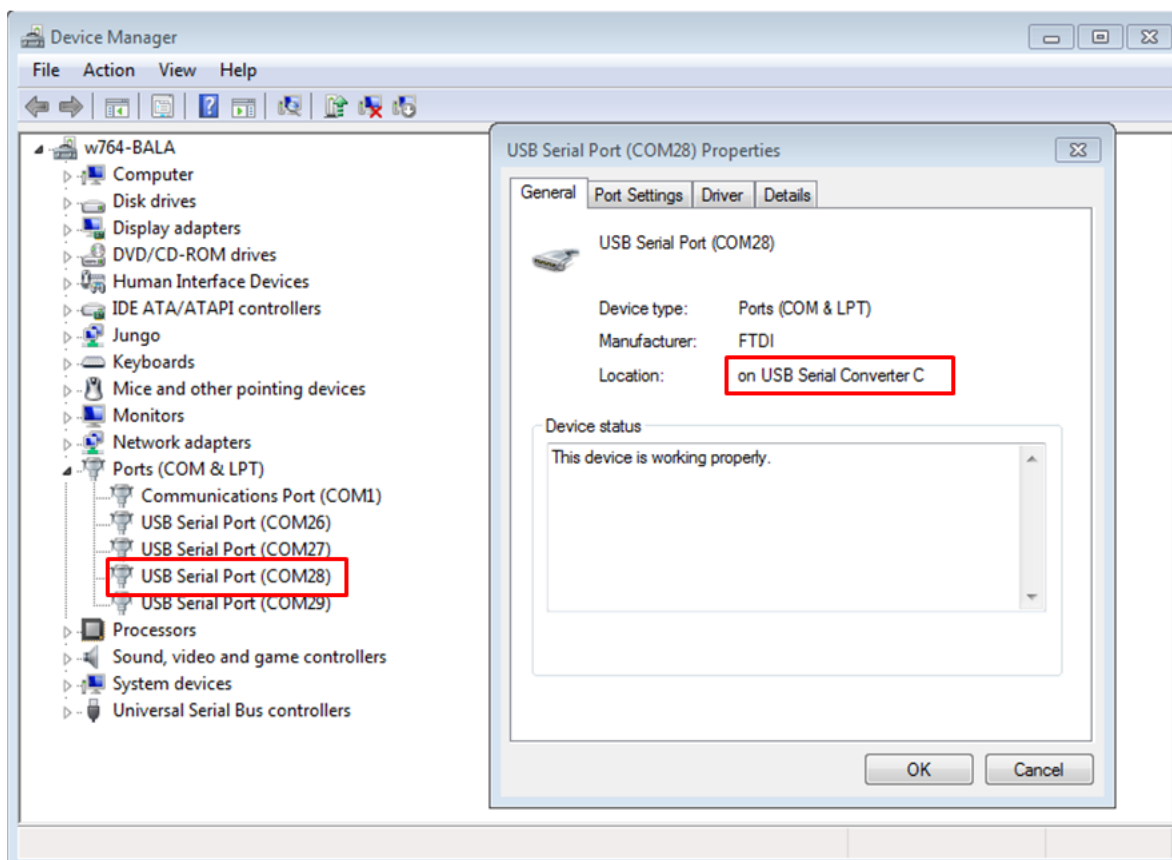 Device Manager
File Action View Help
w764-BALA
Computer
Disk drives
Display adapters
DVD/CD-ROM drives
Human Interface Devices
IDE ATA/ATAPI controllers
Jungo
Keyboards
Mice and other pointing devices
Monitors
Network adapters
Ports (COM & LPT)
Communications Port (COM1)
USB Serial Port (COM26)
USB Serial Port (COM27)
USB Serial Port (COM28)
USB Serial Port (COM29)
Processors
Sound, video and game controllers
System devices
Universal Serial Bus controllers
USB Serial Port (COM28) Properties
General Port Settings Driver Details
USB Serial Port (COM28)
Device type: Ports (COM & LPT)
Manufacturer: FTDI
Location: on USB Serial Converter C
Device status
This device is working properly.
OK Cancel